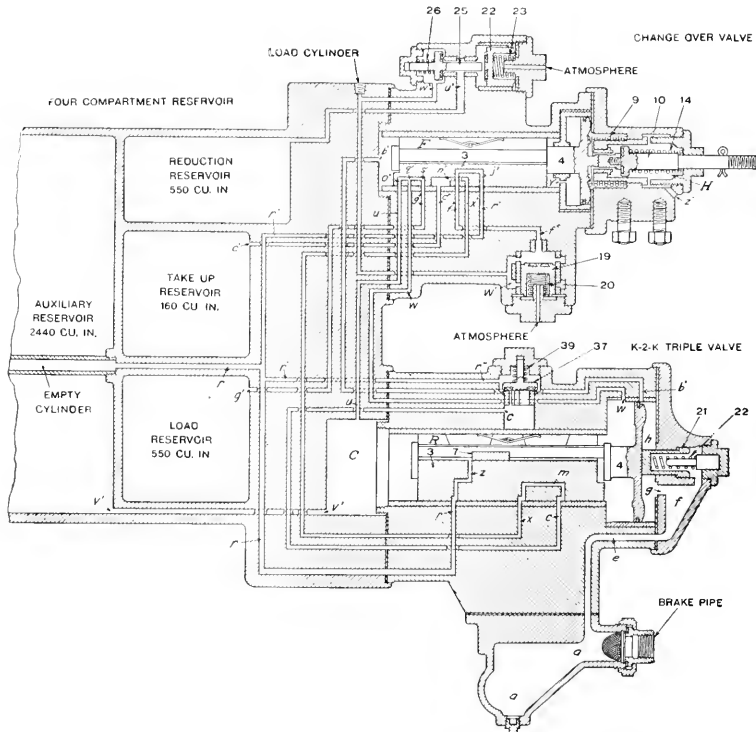 26
25
22
23
CHANGE OVER VALVE
LOAD CYLINDER
ATMOSPHERE
9
10
14
FOUR COMPARTMENT RESERVOIR
REDUCTION
RESERVOIR
550 CU. IN
3
4
H
TAKE UP
RESERVOIR
160 CU. IN.
AUXILIARY
RESERVOIR
2440 CU. IN.
19
20
ATMOSPHERE
K-2-K TRIPLE VALVE
39
37
EMPTY
CYLINDER
LOAD
RESERVOIR
550 CU. IN
C
R
3
7
z
m
4
h
21
22
g
f
r
x
c
e
BRAKE PIPE
a
a